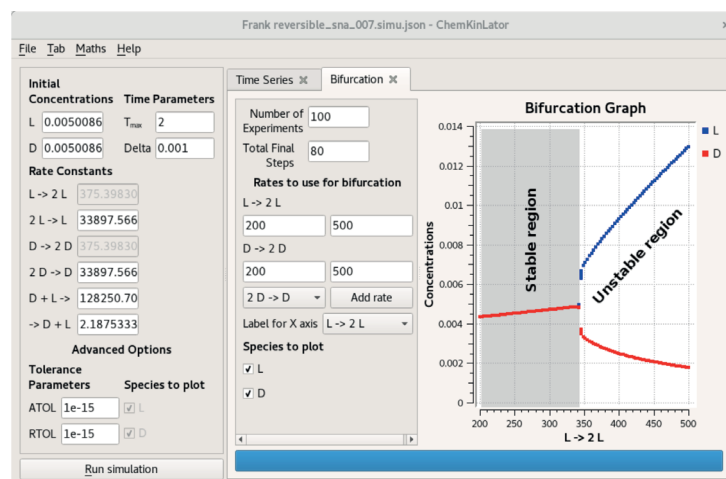 Frank reversible_sna_007.simu.json - ChemKinLator
File Tab Maths Help
Initial
Concentrations Time Parameters
L 0.0050086 Tmax 2
D 0.0050086 Delta 0.001
Rate Constants
L -> 2 L 375.39830
2 L -> L 33897.566
D -> 2 D 375.39830
2 D -> D 33897.566
D + L -> 128250.70
-> D + L 2.1875333
Advanced Options
Tolerance
Parameters Species to plot
ATOL 1e-15 L
RTOL 1e-15 D
Run simulation
Time Series Bifurcation
Number of
Experiments 100
Total Final
Steps 80
Rates to use for bifurcation
L -> 2 L
200 500
D -> 2 D
200 500
2 D -> D Add rate
Label for X axis L -> 2 L
Species to plot
L
D
Bifurcation Graph
Concentrations
0.014
0.012
0.01
0.008
0.006
0.004
0.002
0
Stable region
Unstable region
200 250 300 350 400 450 500
L -> 2 L
L
D